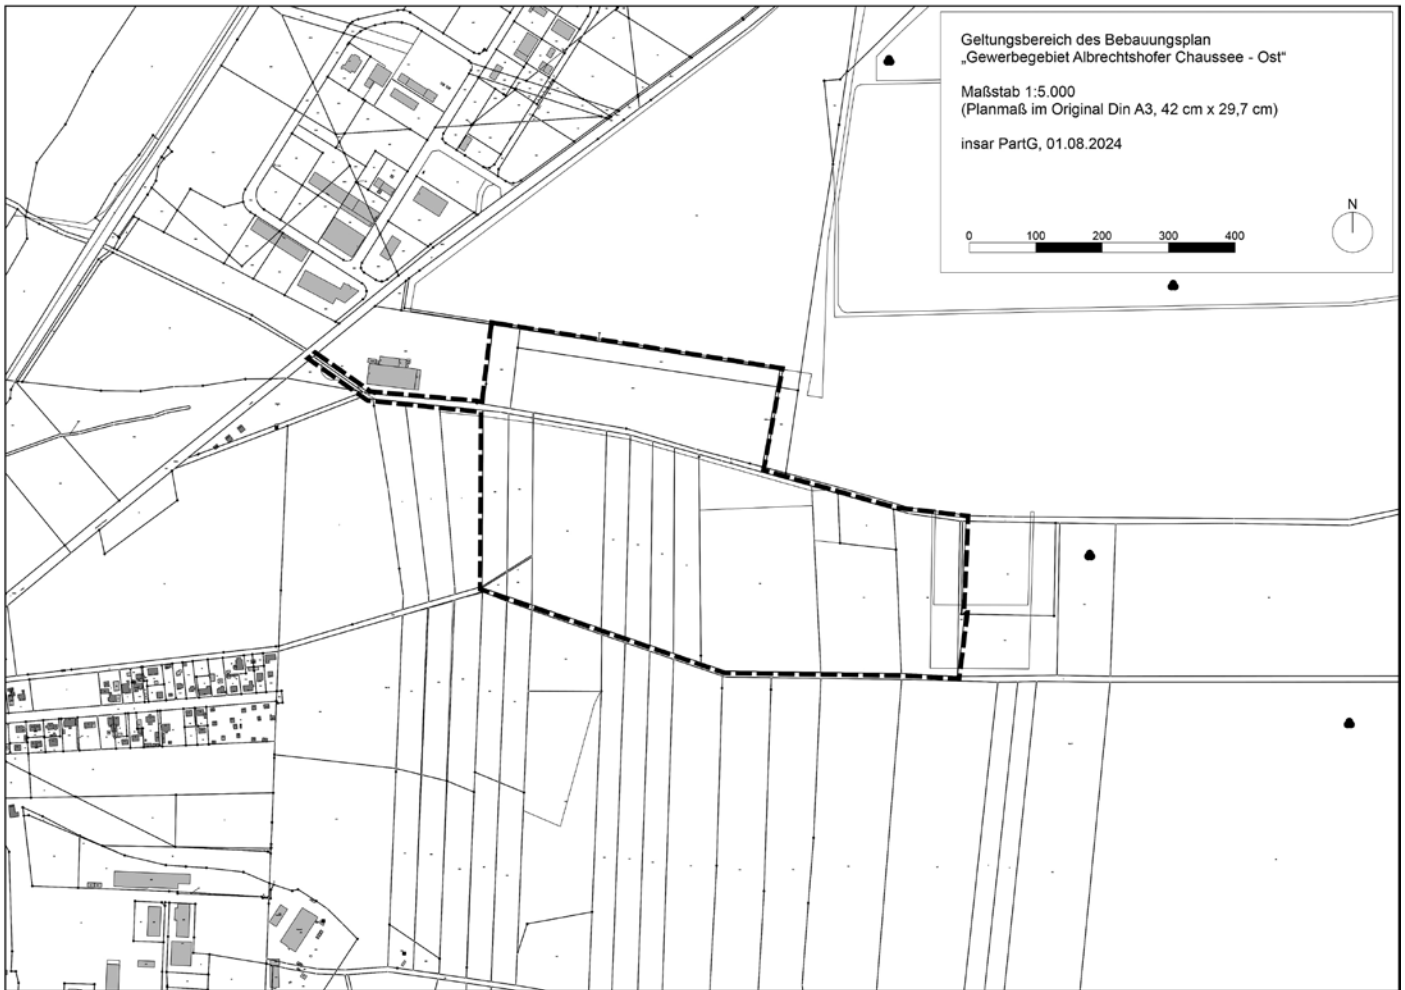 Geltungsbereich des Bebauungsplan
„Gewerbegebiet Albrechtshofer Chaussee - Ost"
Maßstab 1:5.000
(Planmaß im Original Din A3, 42 cm x 29,7 cm)
insar PartG, 01.08.2024
N
0 100 200 300 400